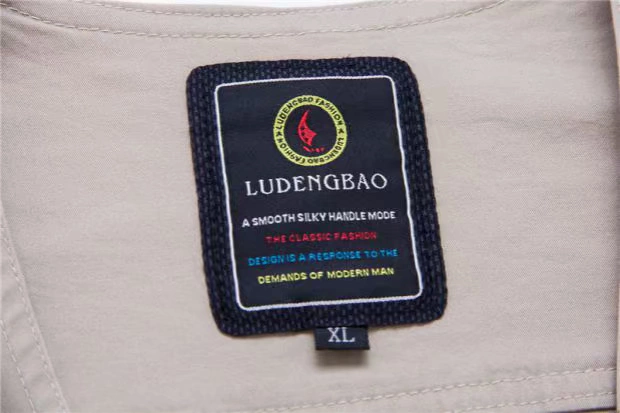 LUDENGBAO FASHION
LUDENGBAO FASHION
LUDENGBAO
A SMOOTH SILKY HANDLE MODE
THE CLASSIC FASHION
DESIGN IS A RESPONSE TO THE
DEMANDS OF MODERN MAN
XL